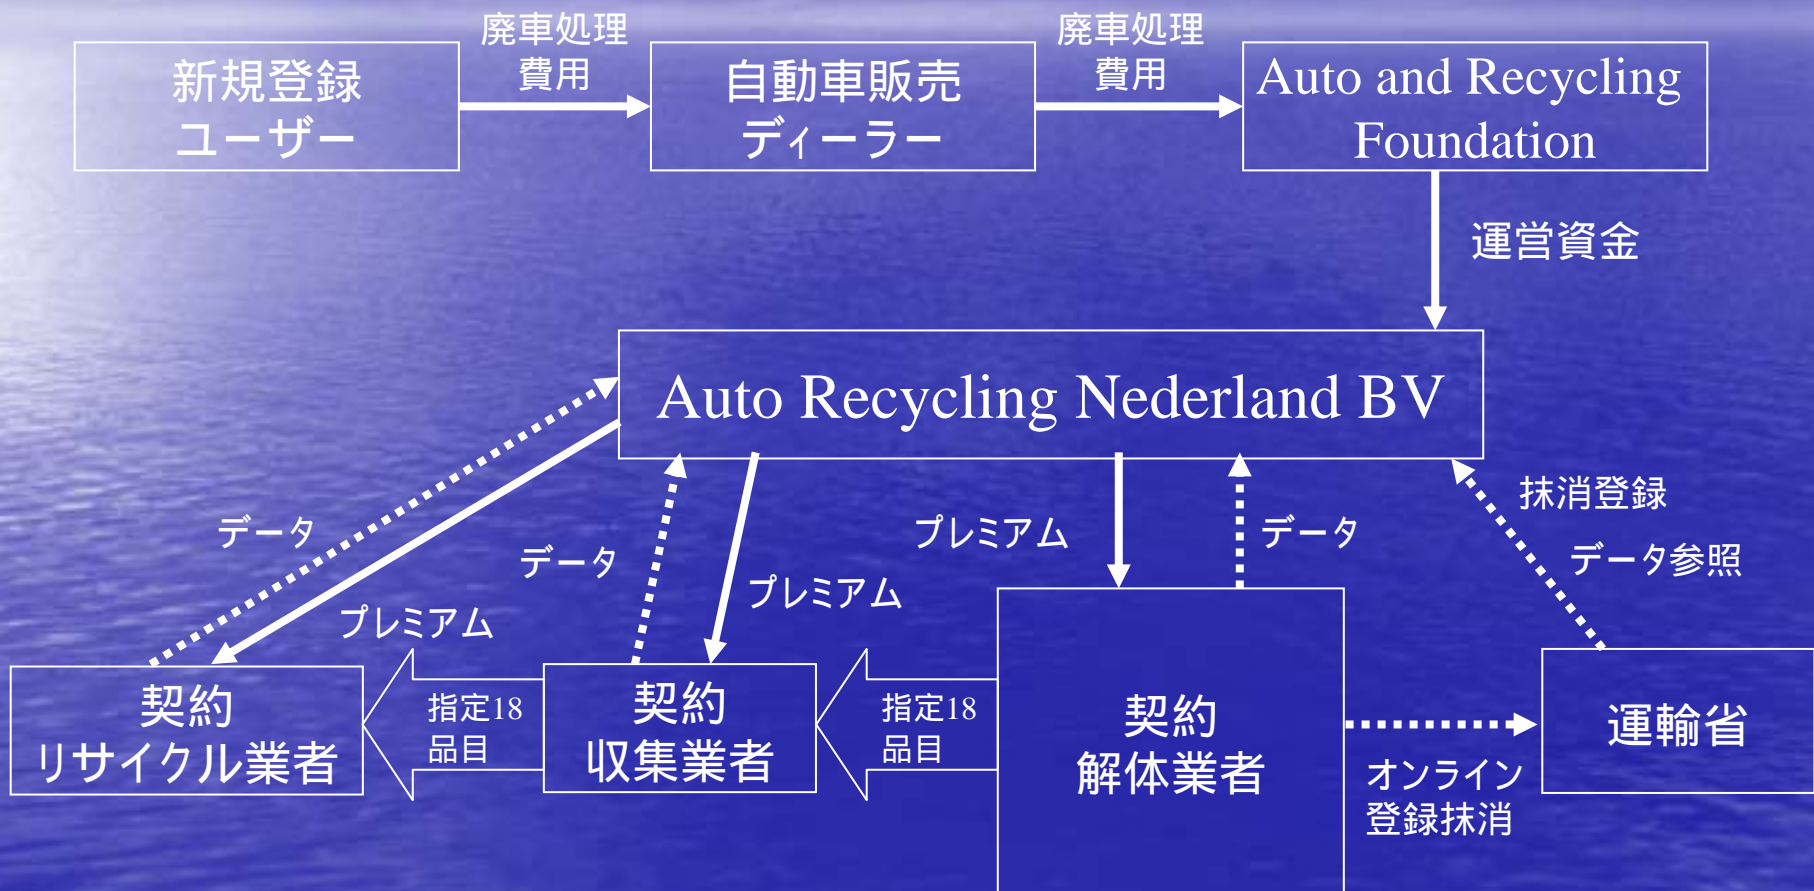 廃車処理
費用
廃車処理
費用
新規登録
ユーザー
自動車販売
ディーラー
Auto and Recycling
Foundation
運営資金
Auto Recycling Nederland BV
データ
プレミアム
データ
プレミアム
プレミアム
データ
抹消登録
データ参照
契約
リサイクル業者
指定18
品目
契約
収集業者
指定18
品目
契約
解体業者
オンライン
登録抹消
運輸省